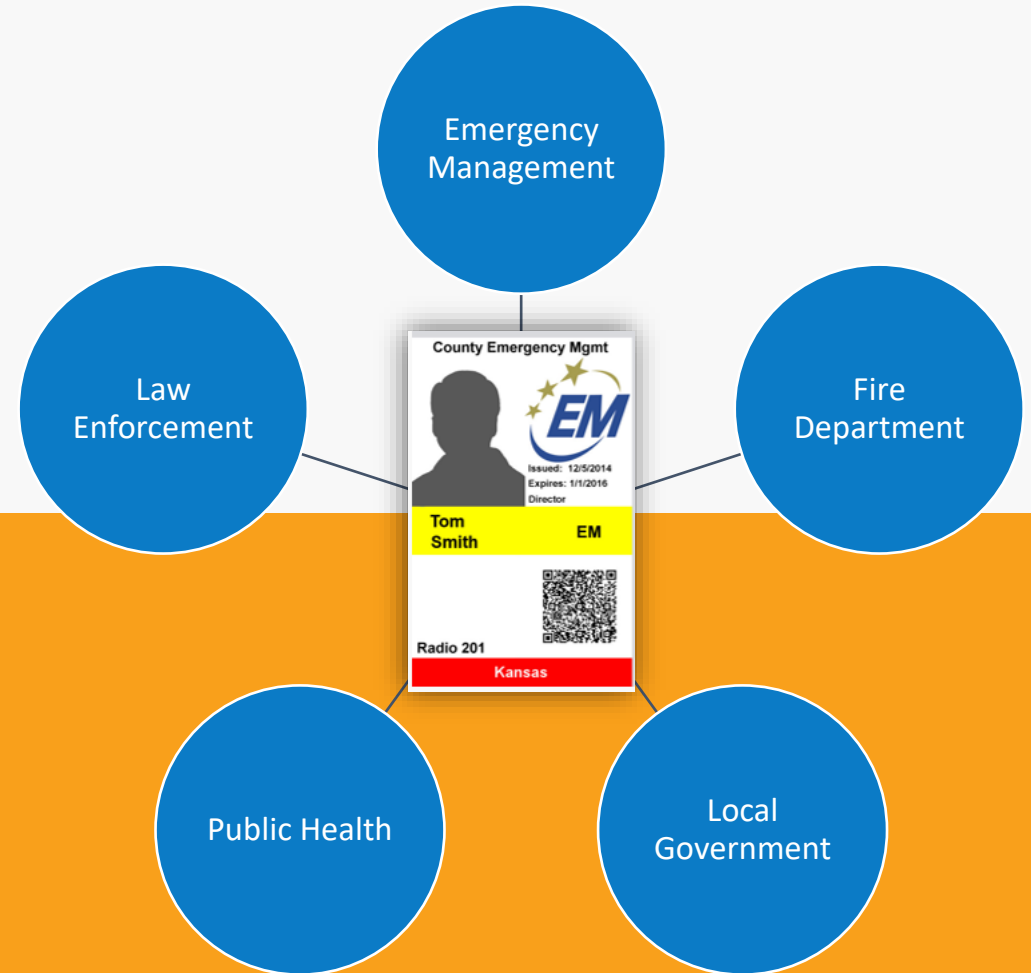 Emergency
Management
Law
Enforcement
Fire
Department
County Emergency Mgmt
EM
Issued: 12/5/2014
Expires: 1/1/2016
Director
Tom
Smith
EM
Radio 201
Kansas
Public Health
Local
Government